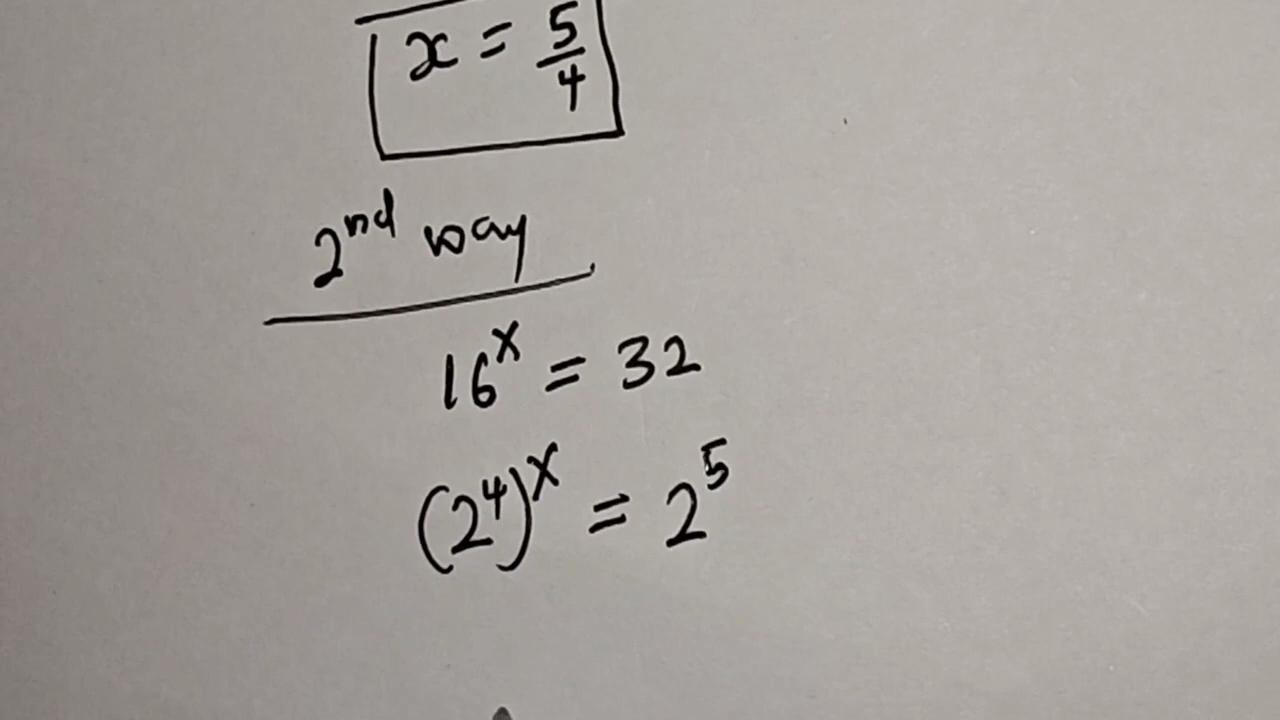 x = 5/4
2nd way
16^x = 32
(2^4)^x = 2^5